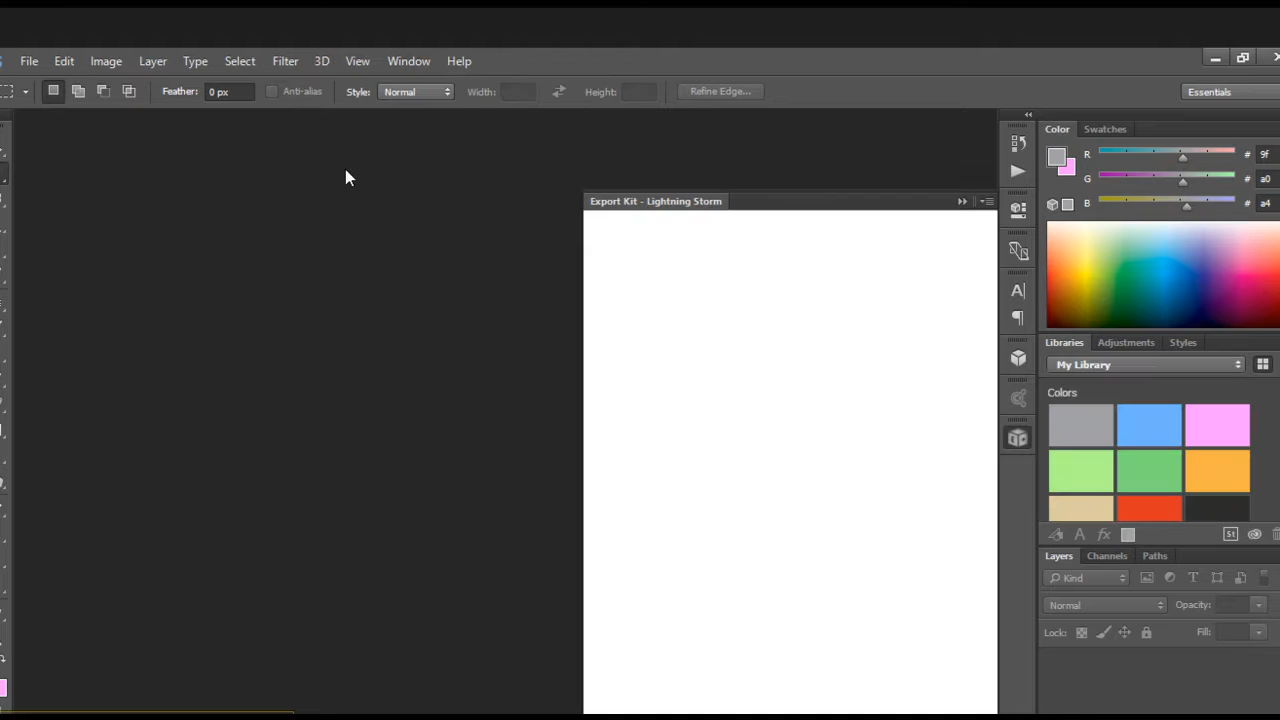 File Edit Image Layer Type Select Filter 3D View Window Help
Feather: 0 px Anti-alias Style: Normal Width: Height: Refine Edge... Essentials
Color Swatches
R # 9f
G # a0
B # a4
Export Kit - Lightning Storm
Libraries Adjustments Styles
My Library
Colors
St
Layers Channels Paths
Kind
Normal Opacity:
Lock: Fill: